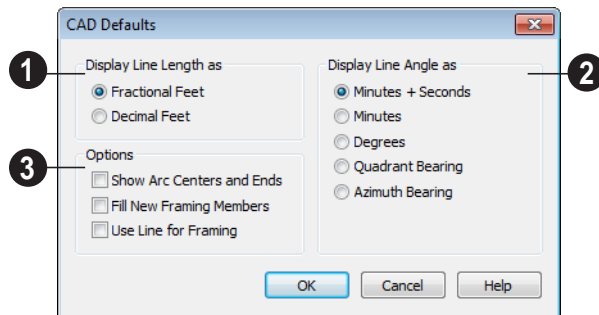 CAD Defaults
1
Display Line Length as
Fractional Feet
Decimal Feet
2
Display Line Angle as
Minutes + Seconds
Minutes
Degrees
Quadrant Bearing
Azimuth Bearing
3
Options
Show Arc Centers and Ends
Fill New Framing Members
Use Line for Framing
OK
Cancel
Help